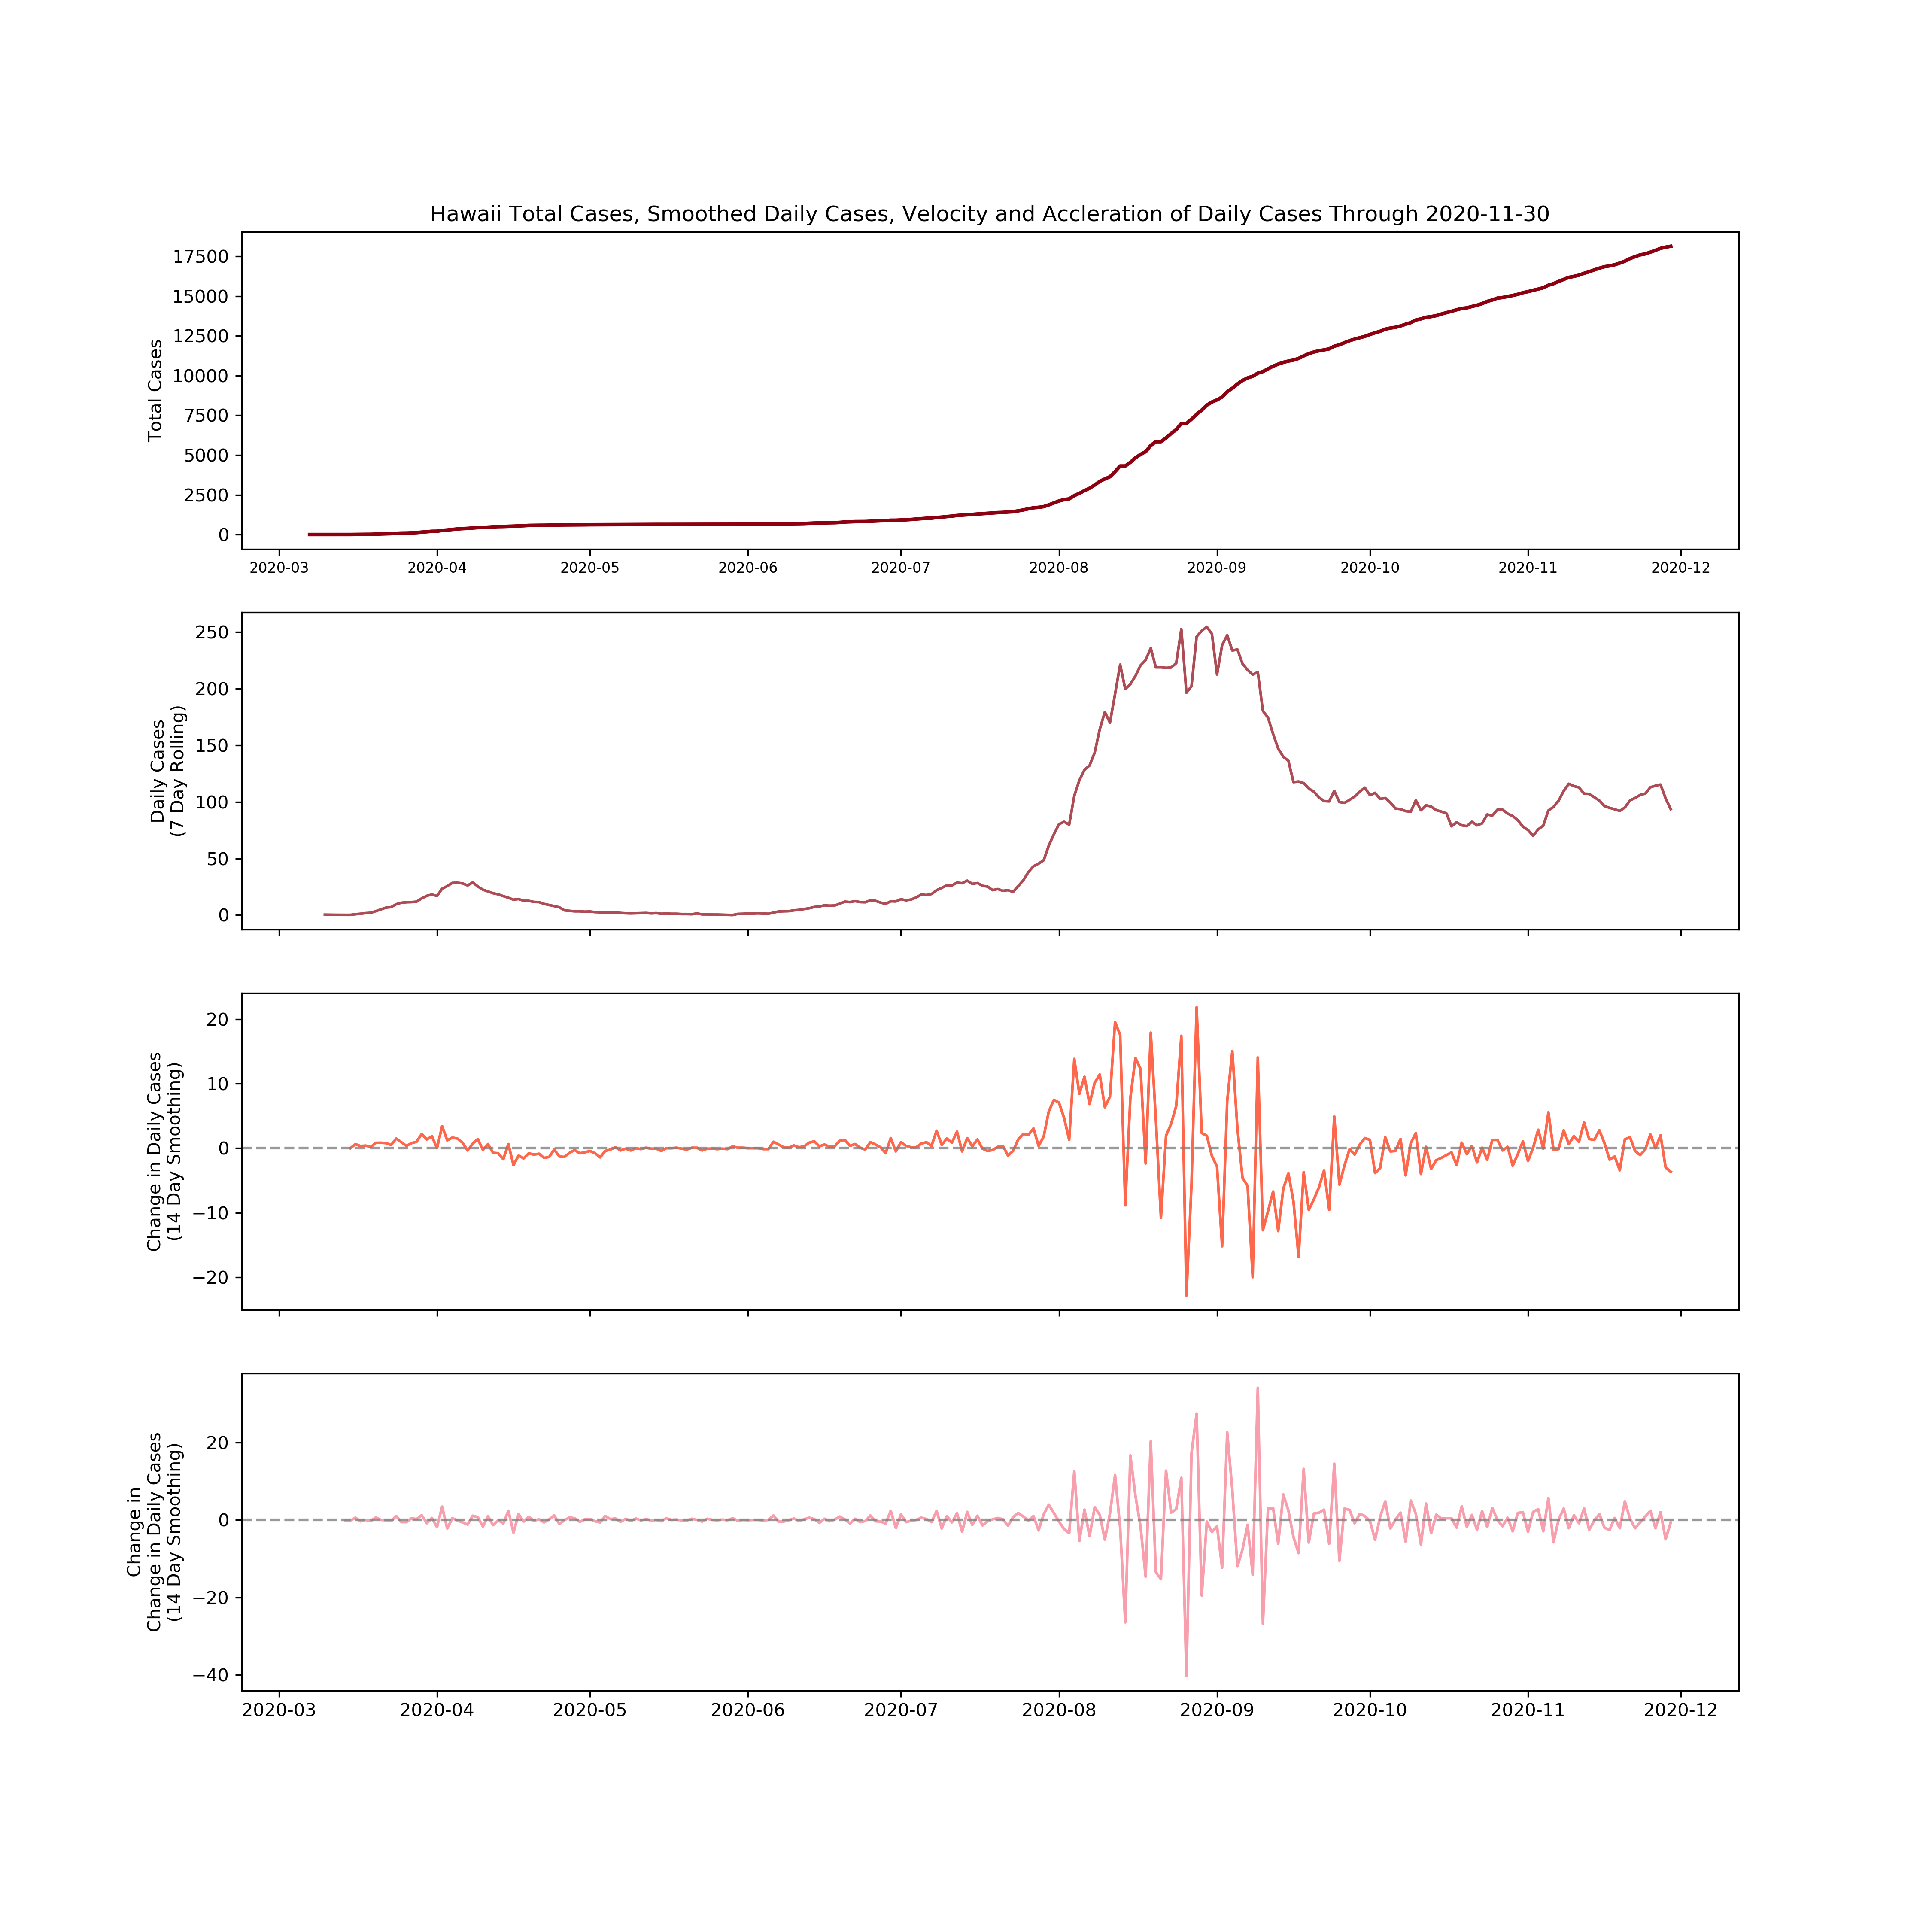 Hawaii Total Cases, Smoothed Daily Cases, Velocity and Accleration of Daily Cases Through 2020-11-30
Total Cases
17500
15000
12500
10000
7500
5000
2500
0
2020-03 2020-04 2020-05 2020-06 2020-07 2020-08 2020-09 2020-10 2020-11 2020-12
Daily Cases
(7 Day Rolling)
250
200
150
100
50
0
Change in Daily Cases
(14 Day Smoothing)
20
10
0
−10
−20
Change in
Change in Daily Cases
(14 Day Smoothing)
20
0
−20
−40
2020-03 2020-04 2020-05 2020-06 2020-07 2020-08 2020-09 2020-10 2020-11 2020-12